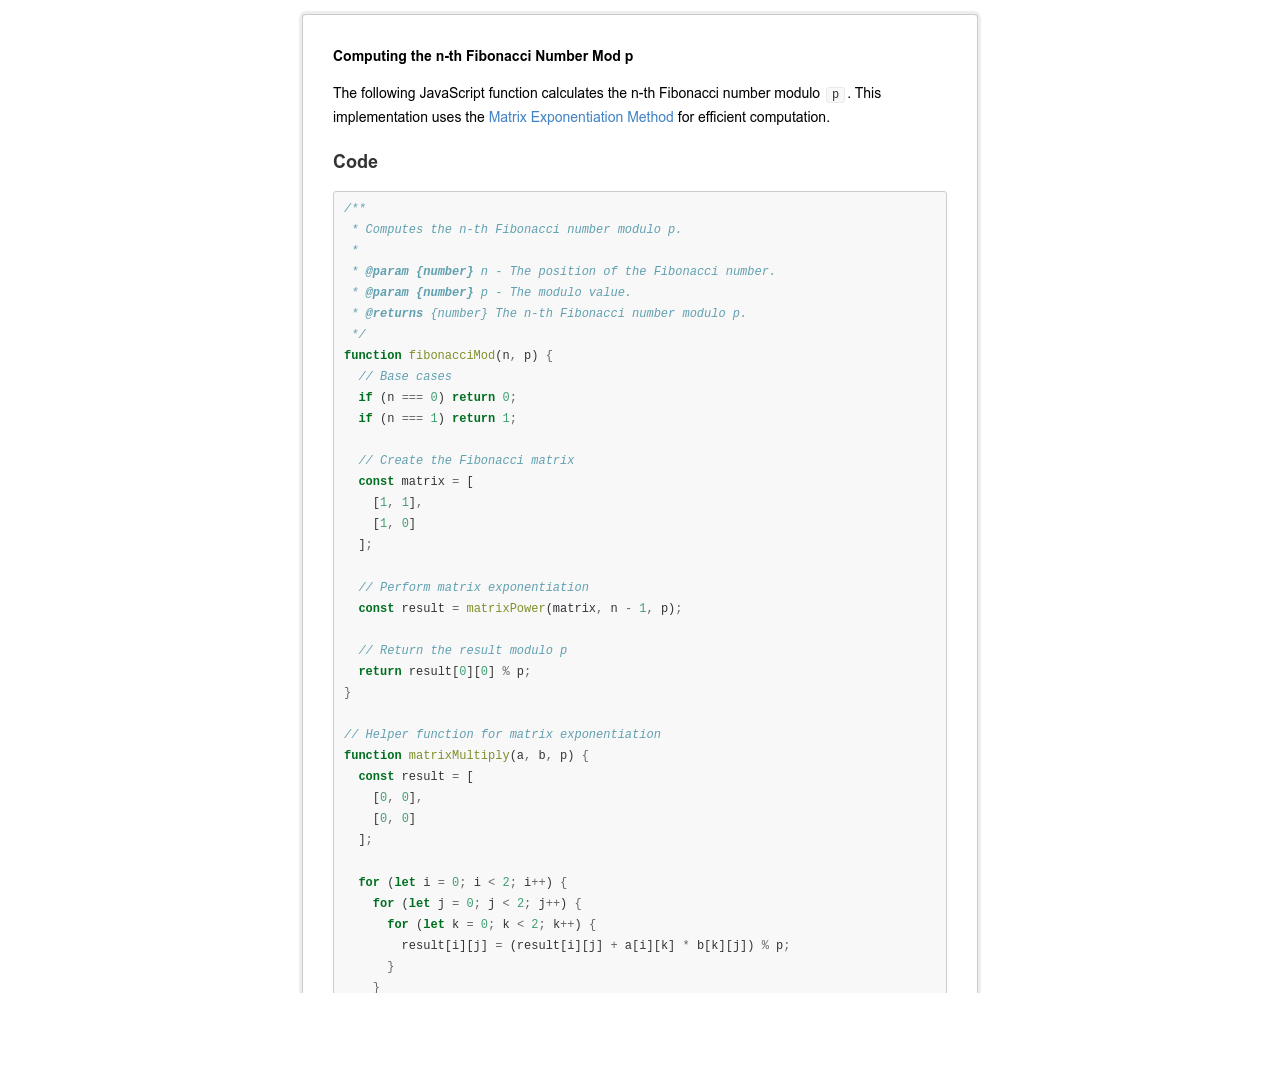 Computing the n-th Fibonacci Number Mod p
The following JavaScript function calculates the n-th Fibonacci number modulo p. This
implementation uses the Matrix Exponentiation Method for efficient computation.
Code
/**
 * Computes the n-th Fibonacci number modulo p.
 *
 * @param {number} n - The position of the Fibonacci number.
 * @param {number} p - The modulo value.
 * @returns {number} The n-th Fibonacci number modulo p.
 */
function fibonacciMod(n, p) {
  // Base cases
  if (n === 0) return 0;
  if (n === 1) return 1;

  // Create the Fibonacci matrix
  const matrix = [
    [1, 1],
    [1, 0]
  ];

  // Perform matrix exponentiation
  const result = matrixPower(matrix, n - 1, p);

  // Return the result modulo p
  return result[0][0] % p;
}

// Helper function for matrix exponentiation
function matrixMultiply(a, b, p) {
  const result = [
    [0, 0],
    [0, 0]
  ];

  for (let i = 0; i < 2; i++) {
    for (let j = 0; j < 2; j++) {
      for (let k = 0; k < 2; k++) {
        result[i][j] = (result[i][j] + a[i][k] * b[k][j]) % p;
      }
    }